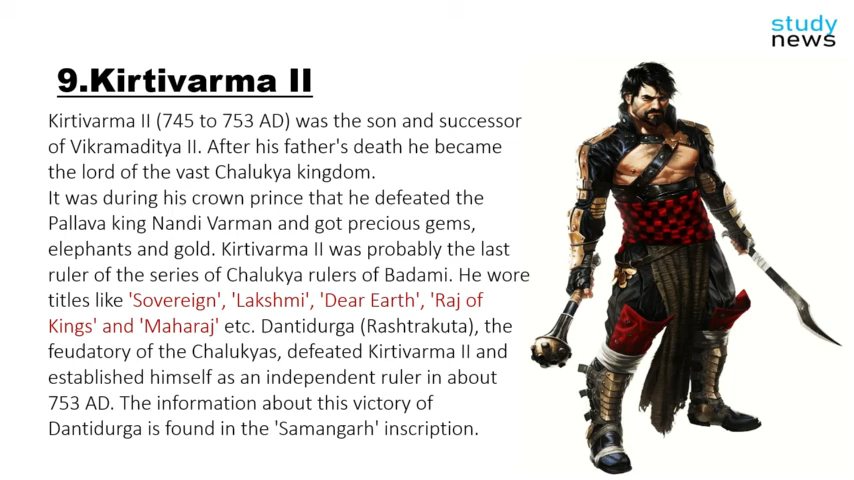 study
news
9.Kirtivarma II
Kirtivarma II (745 to 753 AD) was the son and successor
of Vikramaditya II. After his father's death he became
the lord of the vast Chalukya kingdom.
It was during his crown prince that he defeated the
Pallava king Nandi Varman and got precious gems,
elephants and gold. Kirtivarma II was probably the last
ruler of the series of Chalukya rulers of Badami. He wore
titles like 'Sovereign', 'Lakshmi', 'Dear Earth', 'Raj of
Kings' and 'Maharaj' etc. Dantidurga (Rashtrakuta), the
feudatory of the Chalukyas, defeated Kirtivarma II and
established himself as an independent ruler in about
753 AD. The information about this victory of
Dantidurga is found in the 'Samangarh' inscription.